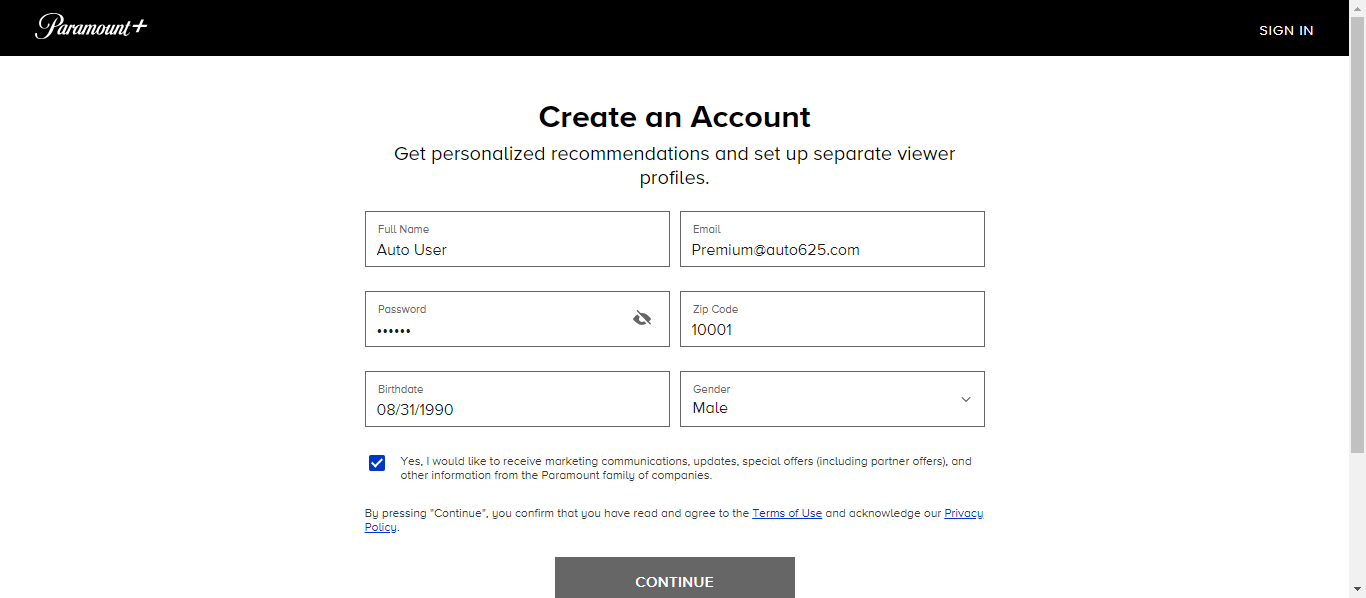 Paramount+
SIGN IN
Create an Account
Get personalized recommendations and set up separate viewer
profiles.
Full Name
Auto User
Email
Premium@auto625.com
Password
••••••
Zip Code
10001
Birthdate
08/31/1990
Gender
Male
Yes, I would like to receive marketing communications, updates, special offers (including partner offers), and
other information from the Paramount family of companies.
By pressing "Continue", you confirm that you have read and agree to the Terms of Use and acknowledge our Privacy
Policy.
CONTINUE